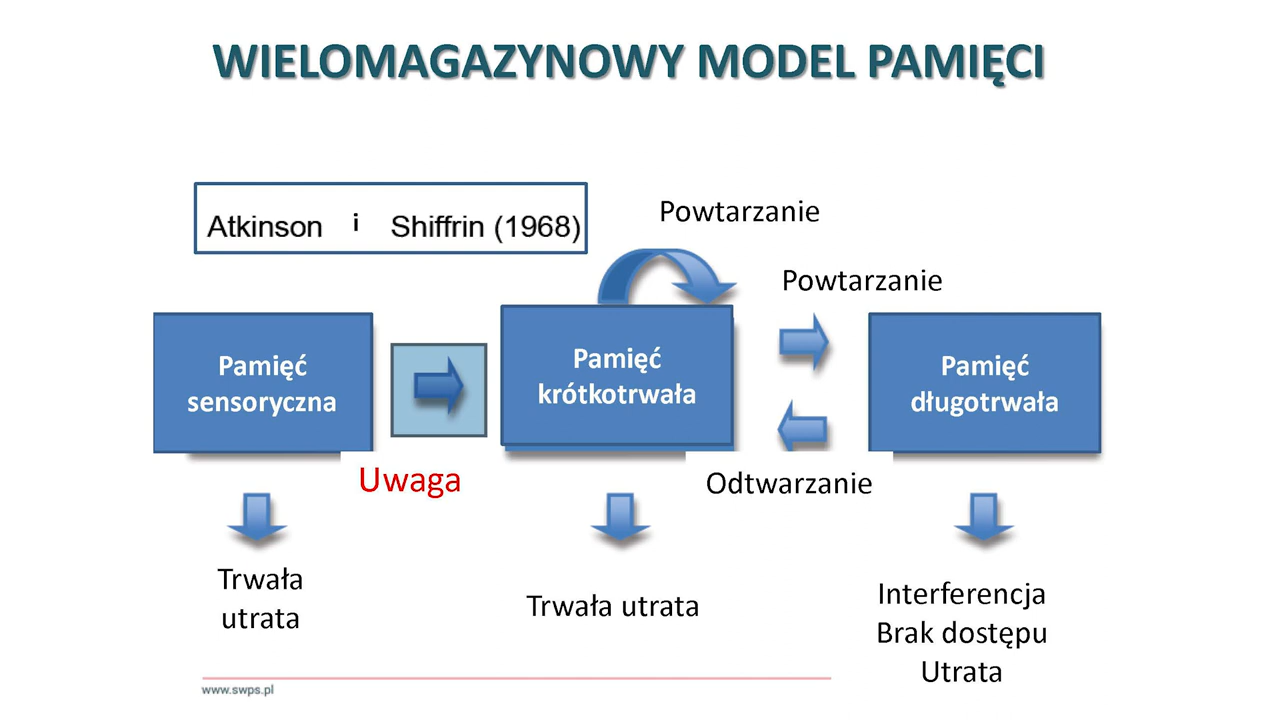 WIELOMAGAZYNOWY MODEL PAMIĘCI
Atkinson i Shiffrin (1968)
Powtarzanie
Powtarzanie
Pamięć
sensoryczna
Pamięć
krótkotrwała
Pamięć
długotrwała
Uwaga
Odtwarzanie
Trwała
utrata
Trwała utrata
Interferencja
Brak dostępu
Utrata
www.swps.pl